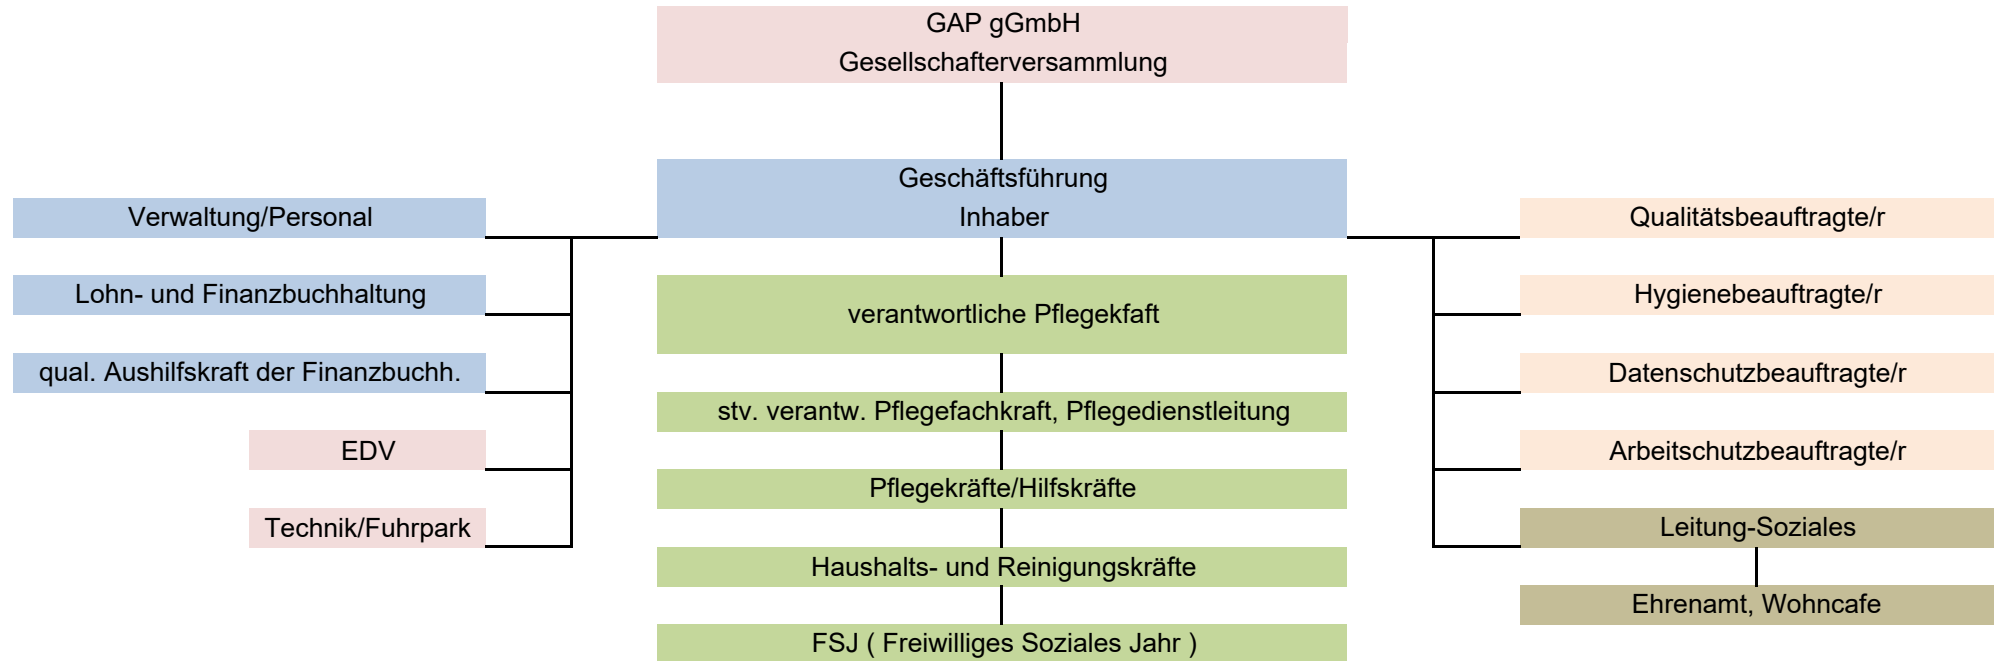 GAP gGmbH
Gesellschafterversammlung
Geschäftsführung
Inhaber
Verwaltung/Personal
Lohn- und Finanzbuchhaltung
qual. Aushilfskraft der Finanzbuchh.
EDV
Technik/Fuhrpark
verantwortliche Pflegekfaft
stv. verantw. Pflegefachkraft, Pflegedienstleitung
Pflegekräfte/Hilfskräfte
Haushalts- und Reinigungskräfte
FSJ ( Freiwilliges Soziales Jahr )
Qualitätsbeauftragte/r
Hygienebeauftragte/r
Datenschutzbeauftragte/r
Arbeitschutzbeauftragte/r
Leitung-Soziales
Ehrenamt, Wohncafe